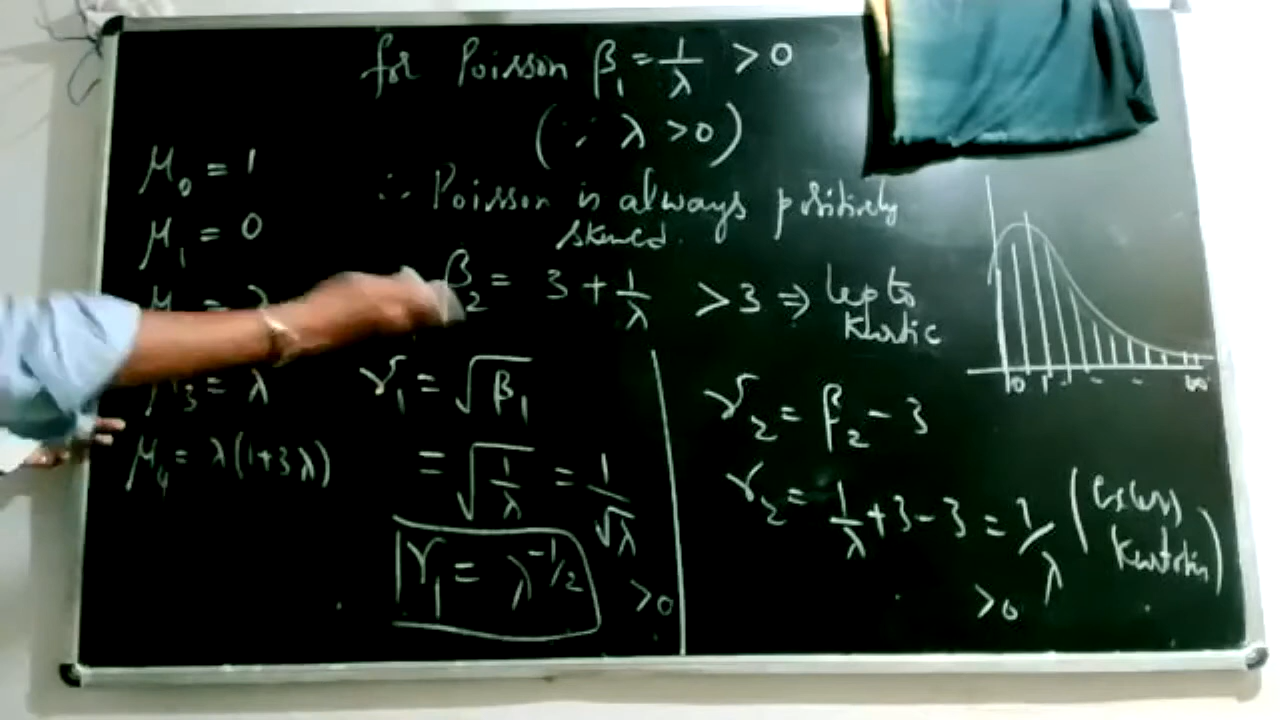 for Poisson β₁ = 1/λ > 0
(∵ λ > 0)
∴ Poisson is always positively
skewed.
μ₀ = 1
μ₁ = 0
μ₃ = λ
μ₄ = λ(1+3λ)
β₂ = 3 + 1/λ > 3 ⇒ lepto
kurtic
γ₁ = √β₁
= √(1/λ) = 1/√λ
γ₁ = λ^(-1/2) > 0
γ₂ = β₂ - 3
γ₂ = 1/λ + 3 - 3 = 1/λ (excess
kurtosis)
> 0
0 1 - - - ∞